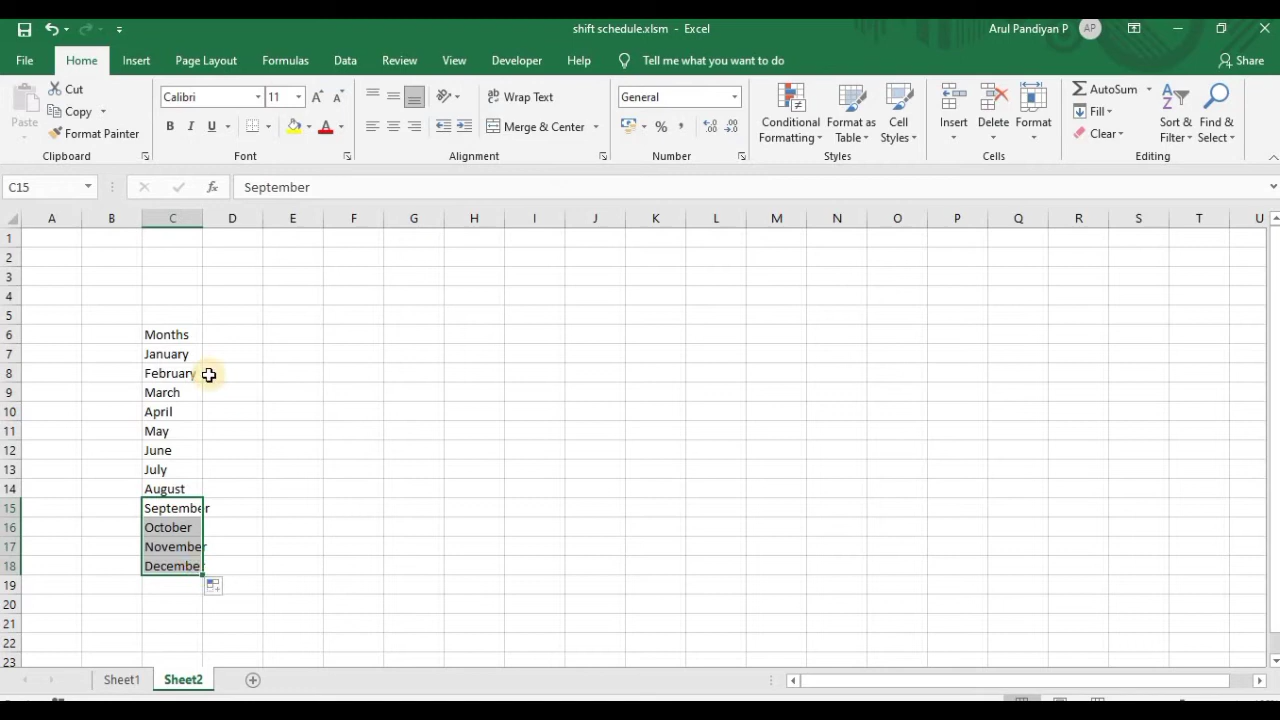 shift schedule.xlsm - Excel
Arul Pandiyan P AP
File Home Insert Page Layout Formulas Data Review View Developer Help Tell me what you want to do Share
Paste
Cut
Copy
Format Painter
Clipboard
Calibri 11
B I U A
Font
Wrap Text
Merge & Center
Alignment
General
% ,
Number
Conditional Formatting
Format as Table
Cell Styles
Styles
Insert Delete Format
Cells
AutoSum
Fill
Clear
Sort & Filter
Find & Select
Editing
C15 fx September
A B C D E F G H I J K L M N O P Q R S T U
1
2
3
4
5
6 Months
7 January
8 February
9 March
10 April
11 May
12 June
13 July
14 August
15 September
16 October
17 November
18 December
19
20
21
22
23
Sheet1 Sheet2